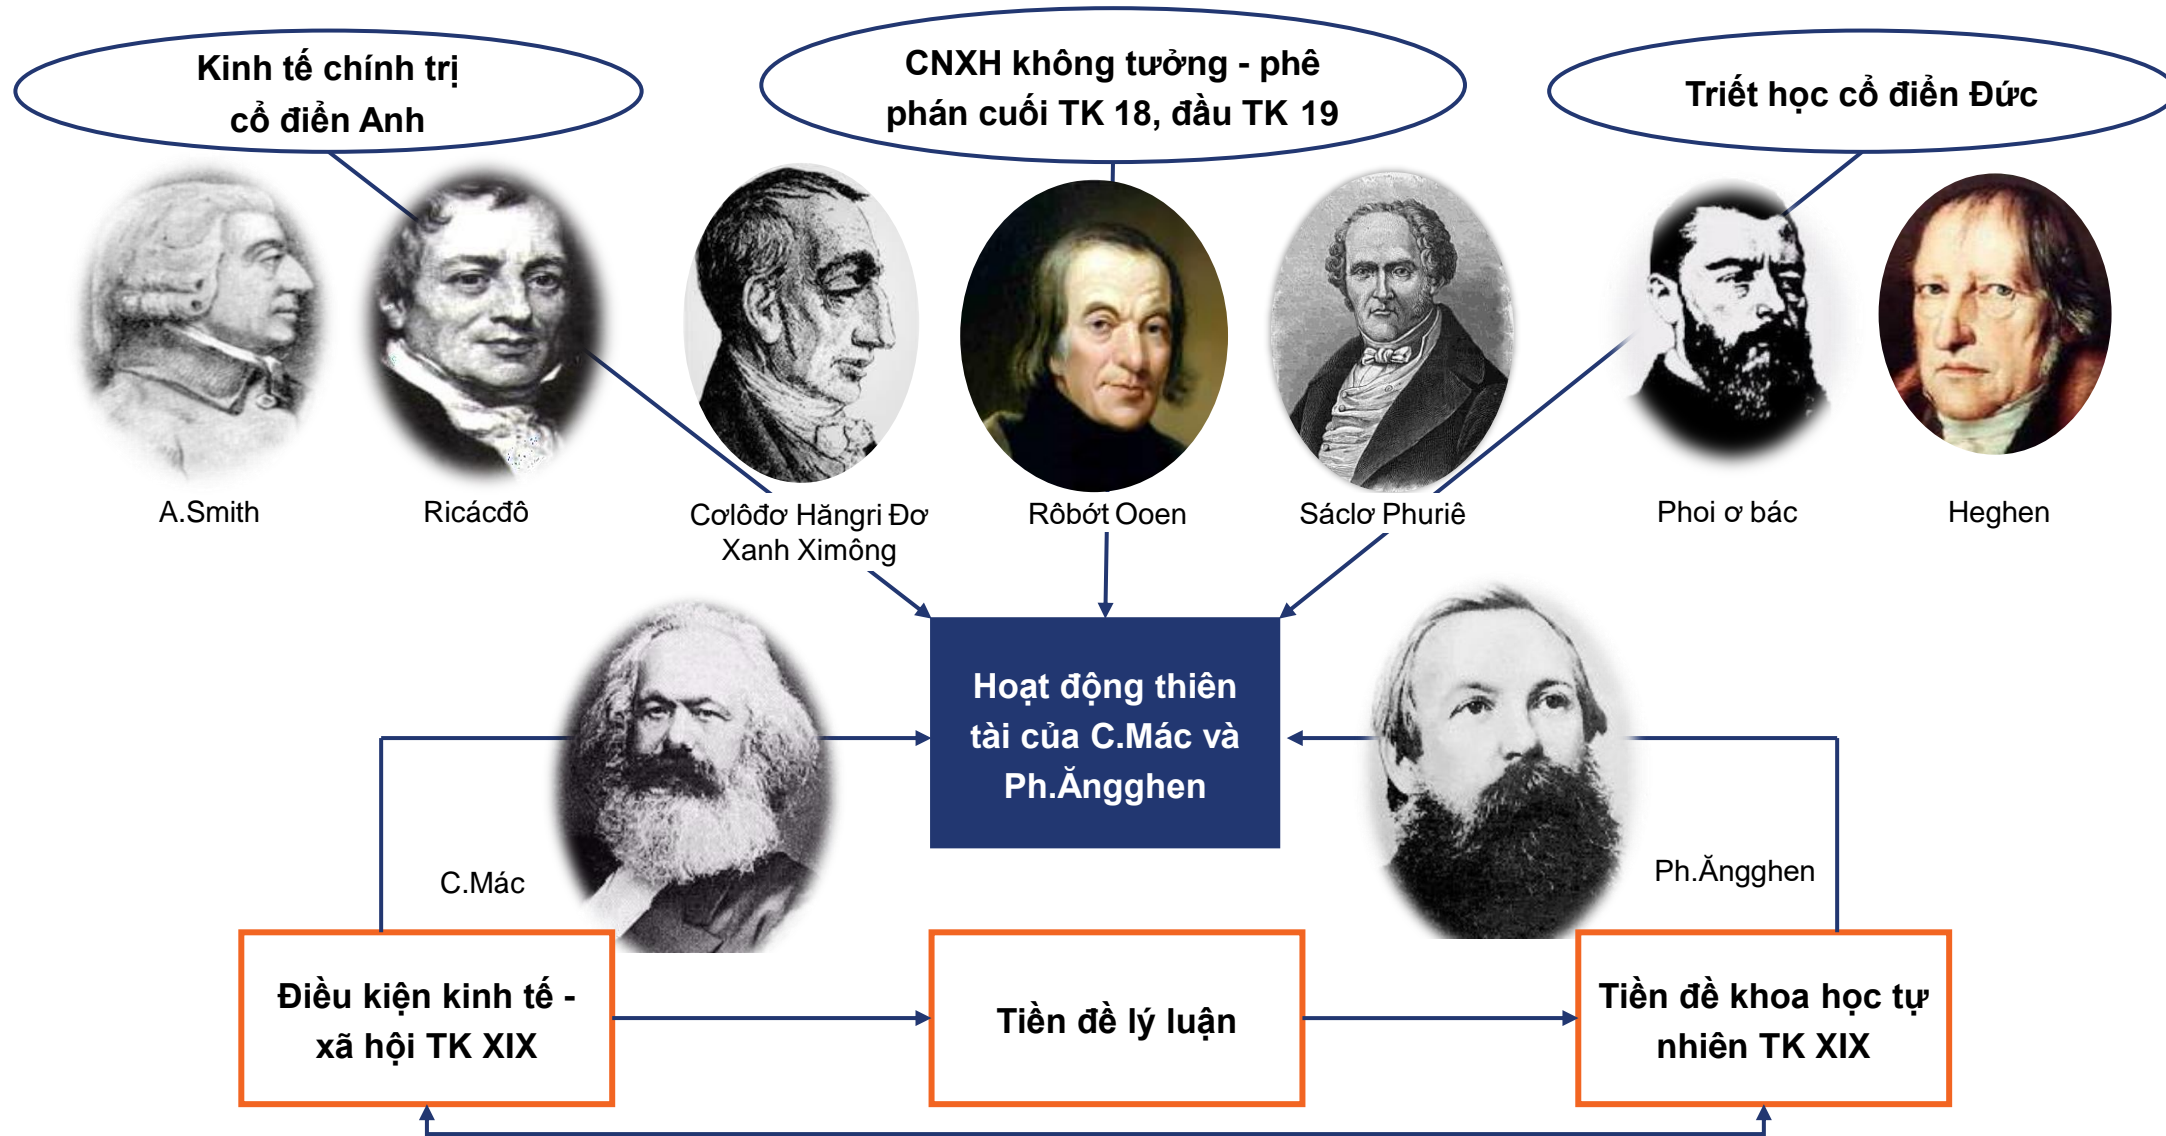 Kinh tế chính trị
cổ điển Anh
CNXH không tưởng - phê
phán cuối TK 18, đầu TK 19
Triết học cổ điển Đức
A.Smith
Ricácđô
Cơlôđơ Hăngri Đơ
Xanh Ximông
Rôbớt Ooen
Sáclơ Phuriê
Phoi ơ bác
Heghen
Hoạt động thiên
tài của C.Mác và
Ph.Ăngghen
C.Mác
Ph.Ăngghen
Điều kiện kinh tế -
xã hội TK XIX
Tiền đề lý luận
Tiền đề khoa học tự
nhiên TK XIX